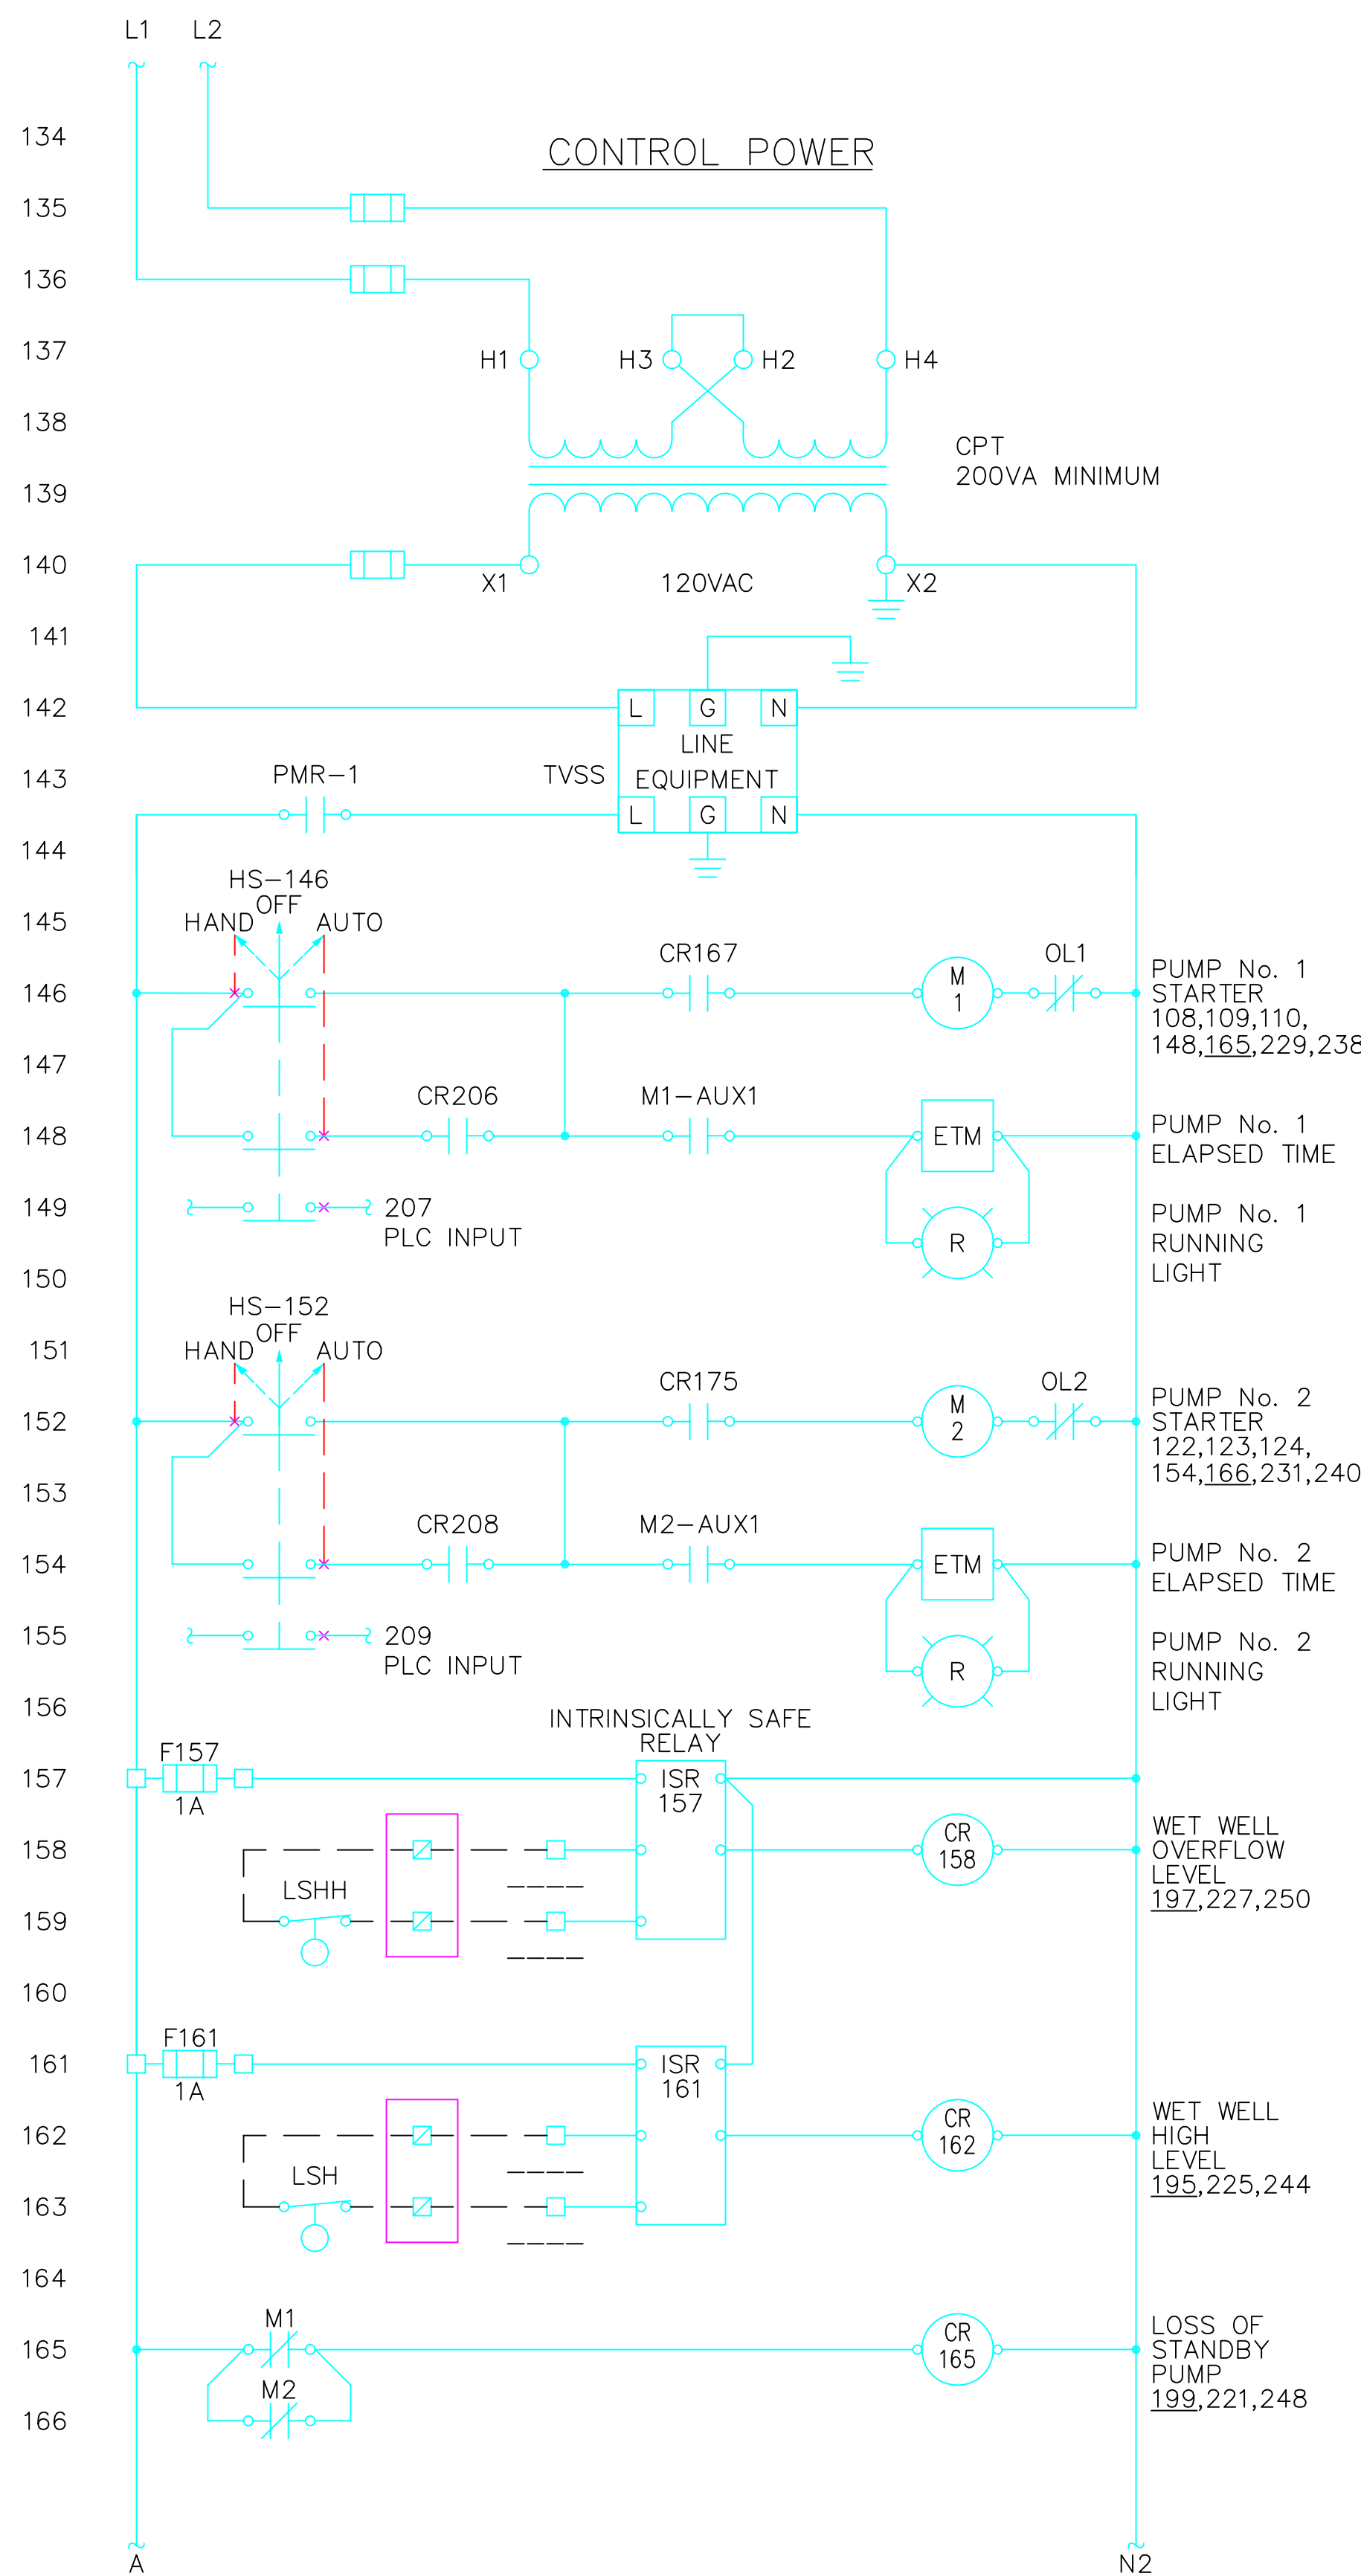 L1 L2
134
CONTROL POWER
135
136
137 H1 H3 H2 H4
138
CPT
200VA MINIMUM
139
140
X1 120VAC X2
141
142 L G N
LINE
143 PMR-1 TVSS EQUIPMENT
L G N
144
HS-146
OFF
145 HAND AUTO
CR167 OL1
146 M
1
PUMP No. 1
STARTER
108,109,110,
148,165,229,238
147
CR206 M1-AUX1
148 ETM
PUMP No. 1
ELAPSED TIME
149 207
PLC INPUT
R
PUMP No. 1
RUNNING
LIGHT
150
HS-152
OFF
151 HAND AUTO
CR175 OL2
152 M
2
PUMP No. 2
STARTER
122,123,124,
154,166,231,240
153
CR208 M2-AUX1
154 ETM
PUMP No. 2
ELAPSED TIME
155 209
PLC INPUT
R
PUMP No. 2
RUNNING
LIGHT
156
INTRINSICALLY SAFE
RELAY
F157
157 ISR
157
1A
158 CR
158
WET WELL
OVERFLOW
LEVEL
197,227,250
LSHH
159
160
F161
161 ISR
161
1A
162 CR
162
WET WELL
HIGH
LEVEL
195,225,244
LSH
163
164
M1
165 CR
165
LOSS OF
STANDBY
PUMP
199,221,248
M2
166
A N2